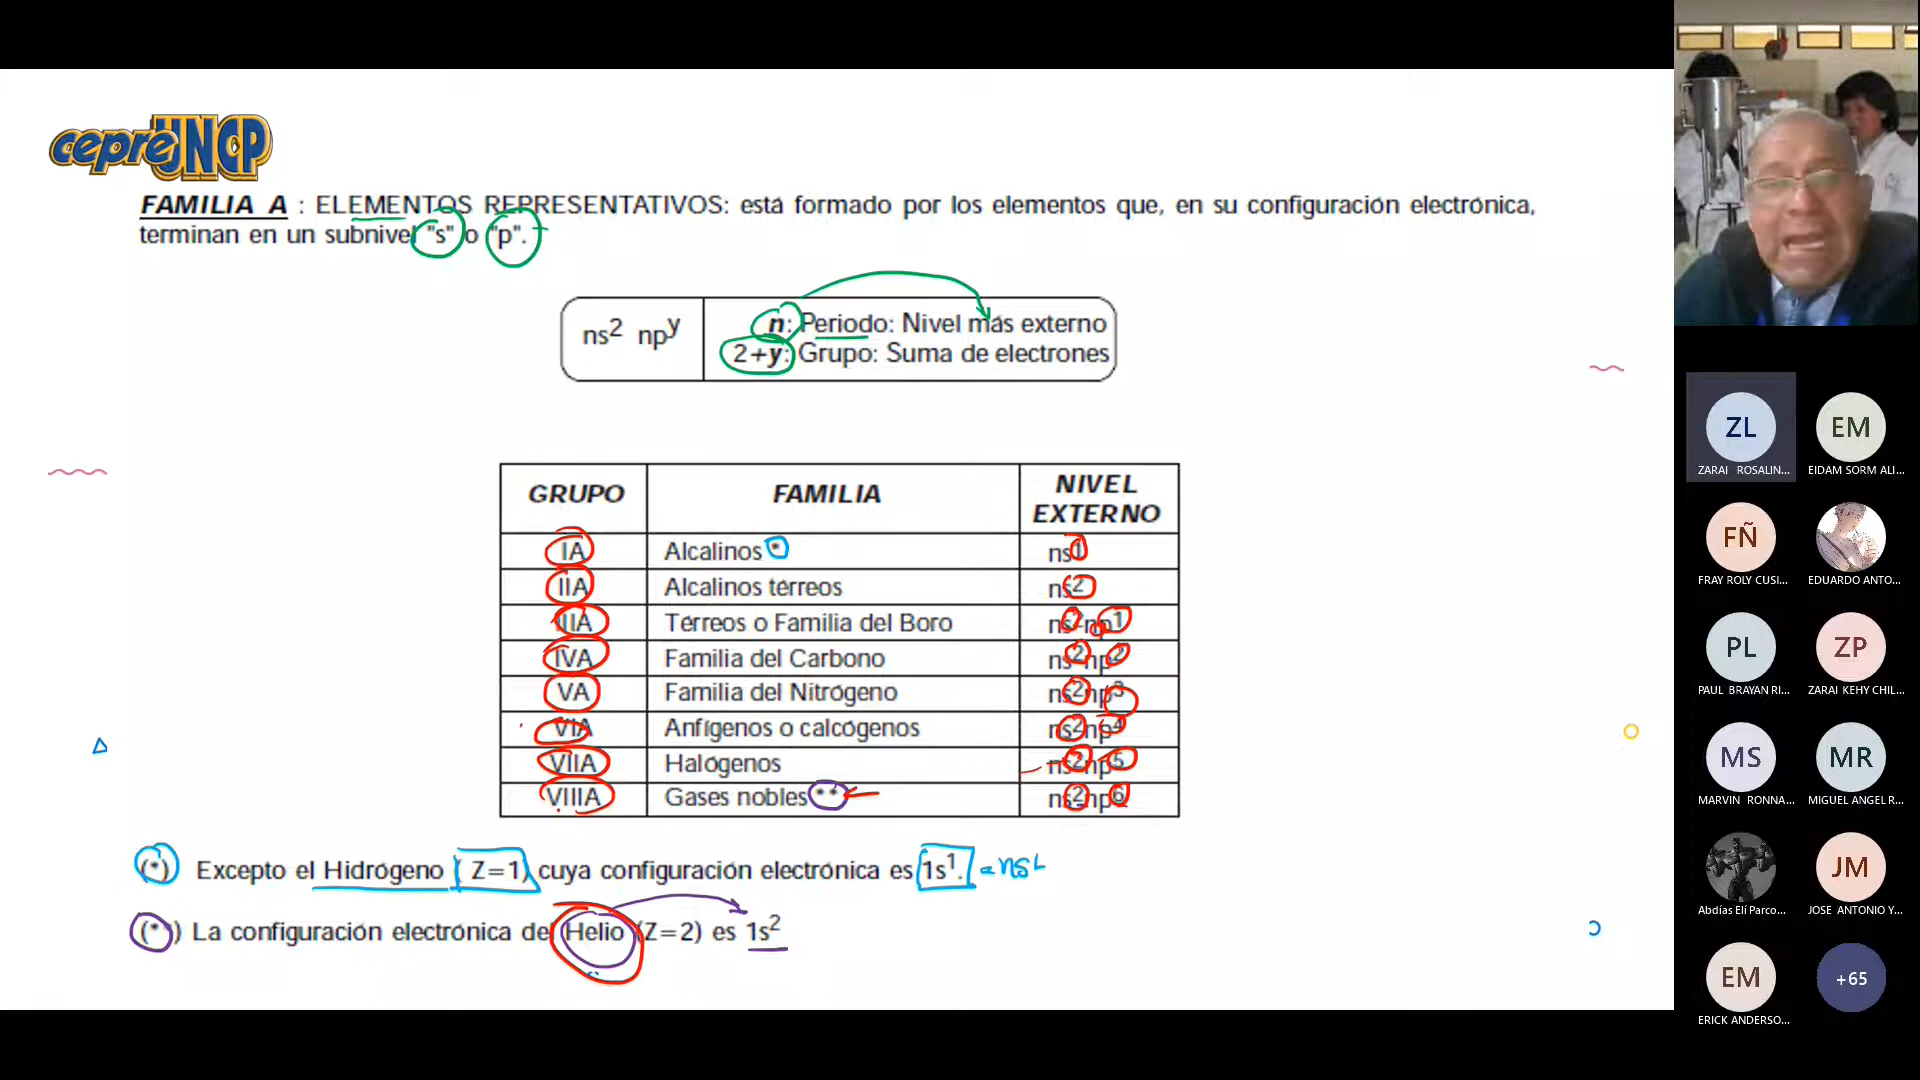 cepreUNCP
FAMILIA A : ELEMENTOS REPRESENTATIVOS: está formado por los elementos que, en su configuración electrónica,
terminan en un subnivel "s" o "p".
ns² npʸ
n: Periodo: Nivel más externo
2+y: Grupo: Suma de electrones
GRUPO FAMILIA NIVEL EXTERNO
IA Alcalinos * ns¹
IIA Alcalinos térreos ns²
IIIA Térreos o Familia del Boro ns² np¹
IVA Familia del Carbono ns² np²
VA Familia del Nitrógeno ns² np³
VIA Anfígenos o calcógenos ns² np⁴
VIIA Halógenos ns² np⁵
VIIIA Gases nobles ** ns² np⁶
(*) Excepto el Hidrógeno ( Z=1) cuya configuración electrónica es 1s¹. = ns¹
(**) La configuración electrónica del Helio (Z=2) es 1s²
ZL EM
ZARAI ROSALIN... EIDAM SORM ALI...
FÑ
FRAY ROLY CUSI... EDUARDO ANTO...
PL ZP
PAUL BRAYAN RI... ZARAI KEHY CHIL...
MS MR
MARVIN RONNA... MIGUEL ANGEL R...
JM
Abdías Elí Parco... JOSE ANTONIO Y...
EM +65
ERICK ANDERSO...